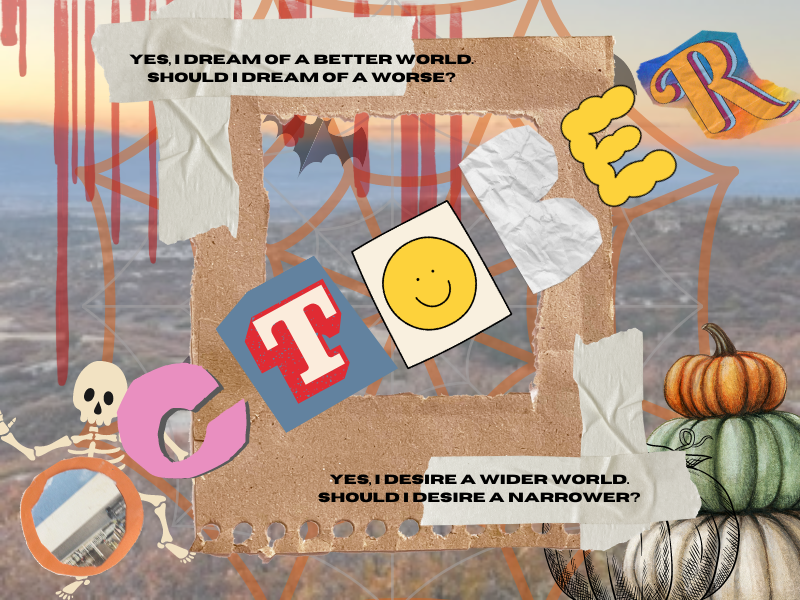 YES, I DREAM OF A BETTER WORLD.
SHOULD I DREAM OF A WORSE?
OCTOBER
YES, I DESIRE A WIDER WORLD.
SHOULD I DESIRE A NARROWER?